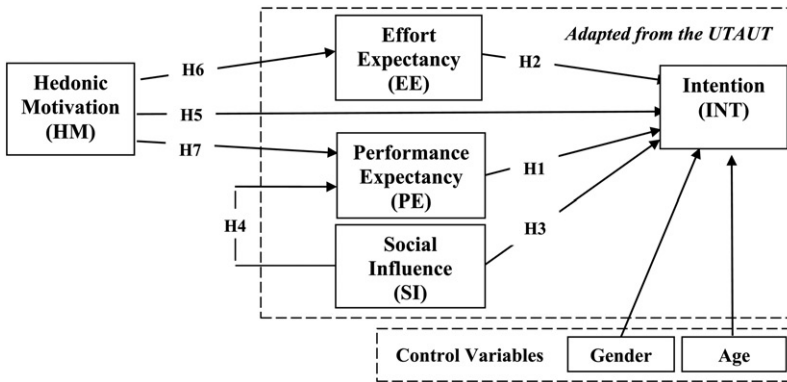 Effort
Expectancy
(EE)
Adapted from the UTAUT
H6
H2
Hedonic
Motivation
(HM)
Intention
(INT)
H5
H7
Performance
Expectancy
(PE)
H1
H4
H3
Social
Influence
(SI)
Control Variables
Gender
Age